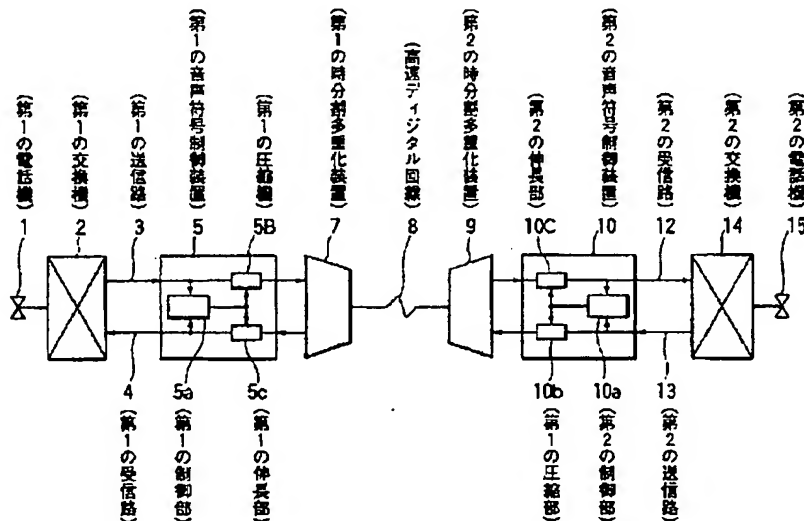 (第1の電話機)
(第1の交換機)
(第1の送信路)
(第1の音声符号制御装置)
(第1の圧縮機)
(第1の時分割多重化装置)
(高速ディジタル回線)
(第2の時分割多重化装置)
(第2の伸長部)
(第2の音声符号制御装置)
(第2の受信路)
(第2の交換機)
(第2の電話機)
1 2 3 5 5B 7 8 9 10C 10 12 14 15
4 5a 5c 10b 10a 13
(第1の受信路)
(第1の制御部)
(第1の伸長部)
(第1の圧縮部)
(第2の制御部)
(第2の送信路)